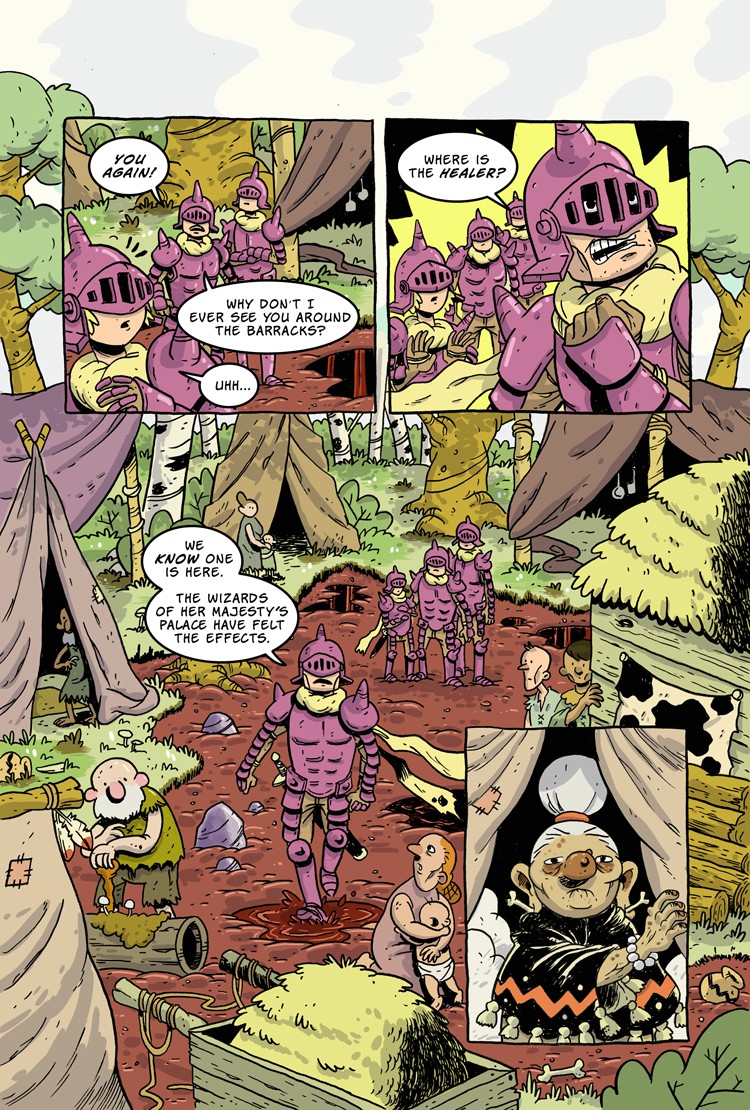 YOU
AGAIN!
WHY DON'T I
EVER SEE YOU AROUND
THE BARRACKS?
UHH...
WHERE IS
THE HEALER?
WE
KNOW ONE
IS HERE.
THE WIZARDS
OF HER MAJESTY'S
PALACE HAVE FELT
THE EFFECTS.